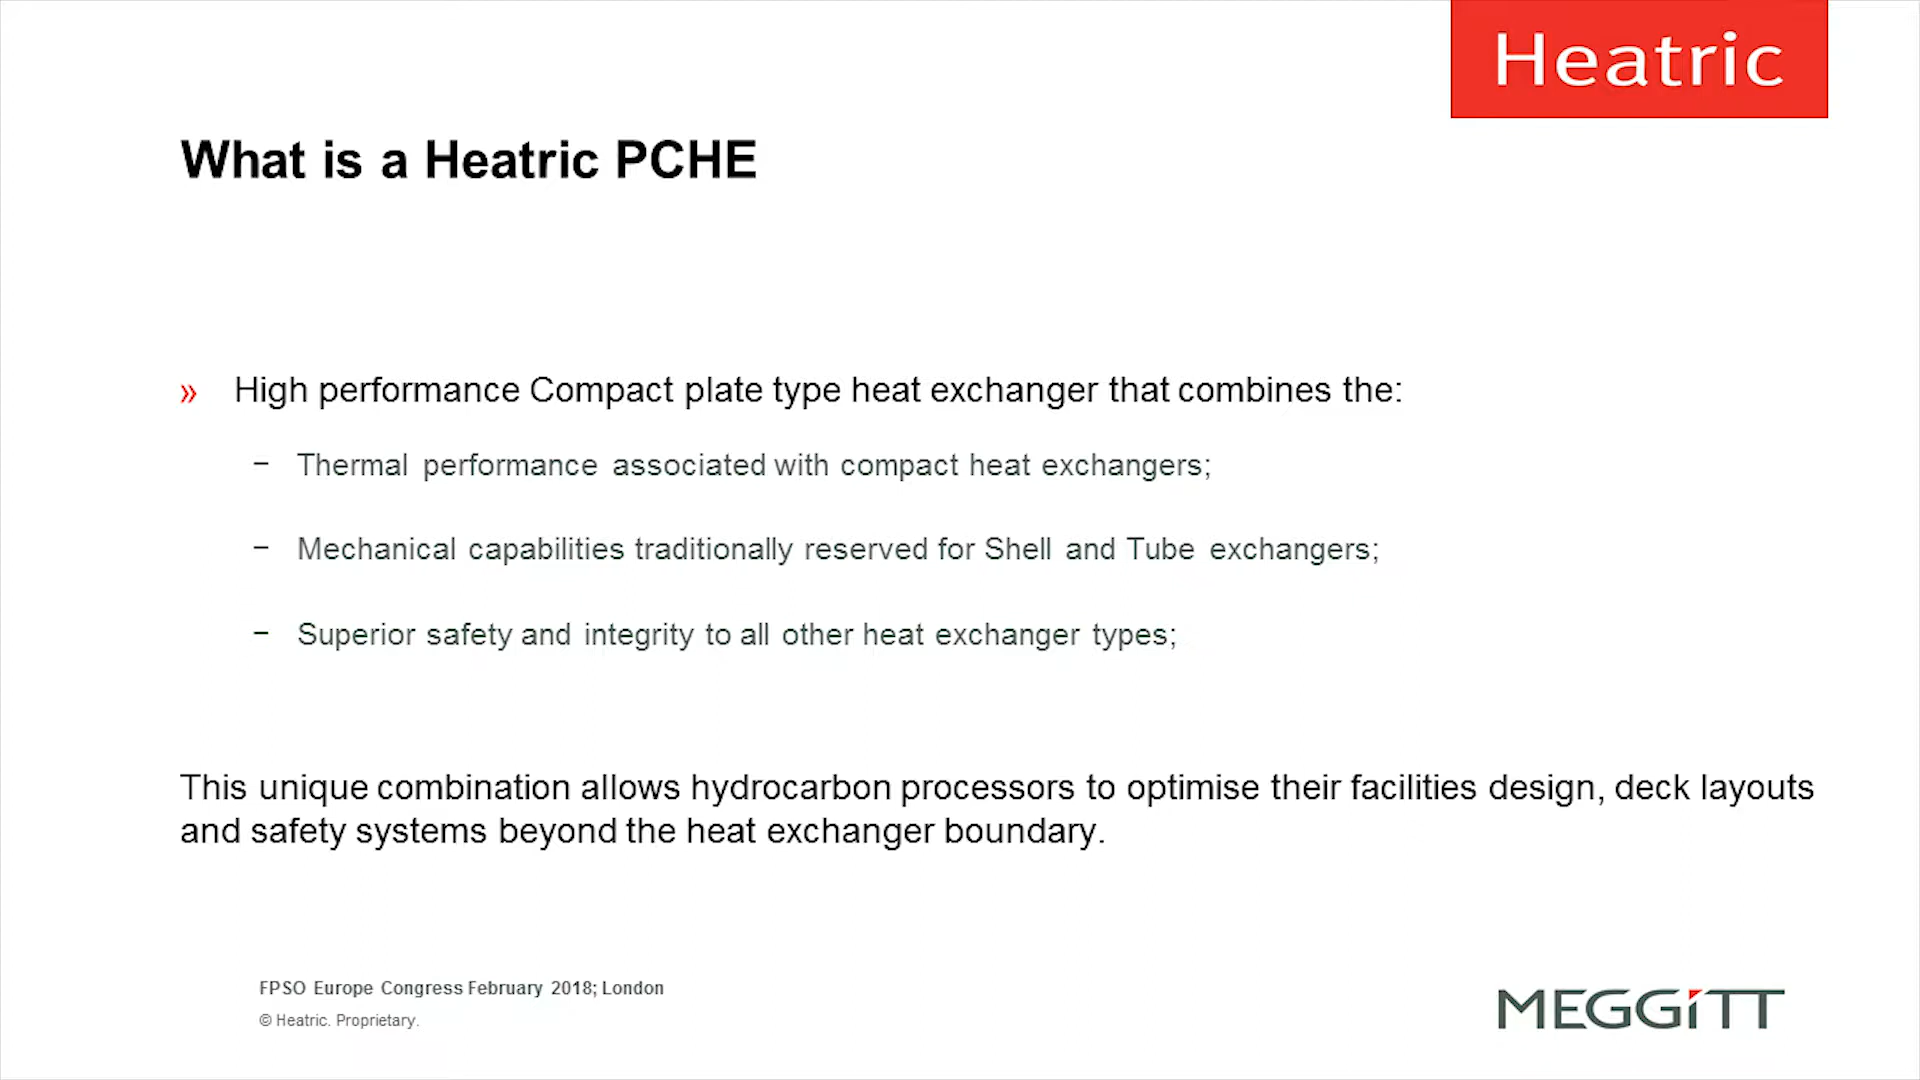 Heatric
What is a Heatric PCHE
» High performance Compact plate type heat exchanger that combines the:
− Thermal performance associated with compact heat exchangers;
− Mechanical capabilities traditionally reserved for Shell and Tube exchangers;
− Superior safety and integrity to all other heat exchanger types;
This unique combination allows hydrocarbon processors to optimise their facilities design, deck layouts
and safety systems beyond the heat exchanger boundary.
FPSO Europe Congress February 2018; London
© Heatric. Proprietary.
MEGGiTT